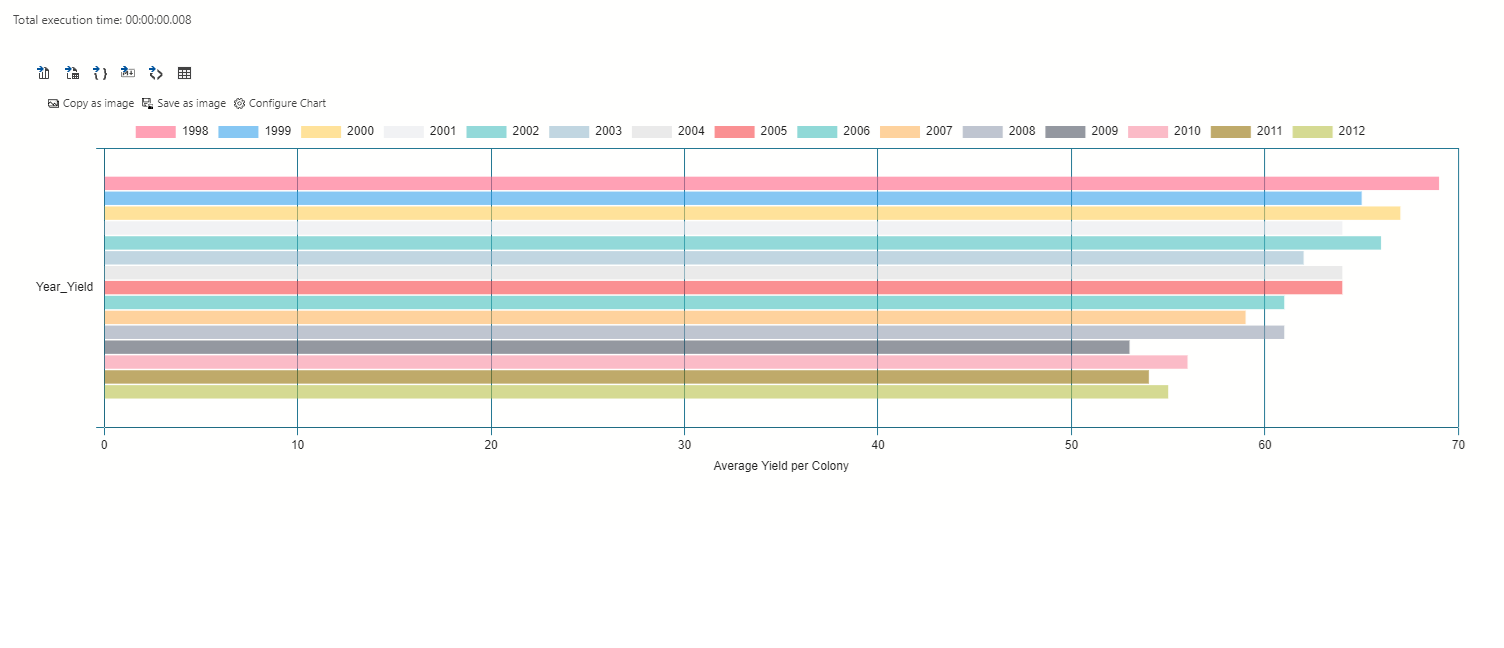 Total execution time: 00:00:00.008
Copy as image Save as image Configure Chart
1998 1999 2000 2001 2002 2003 2004 2005 2006 2007 2008 2009 2010 2011 2012
Year_Yield
0 10 20 30 40 50 60 70
Average Yield per Colony